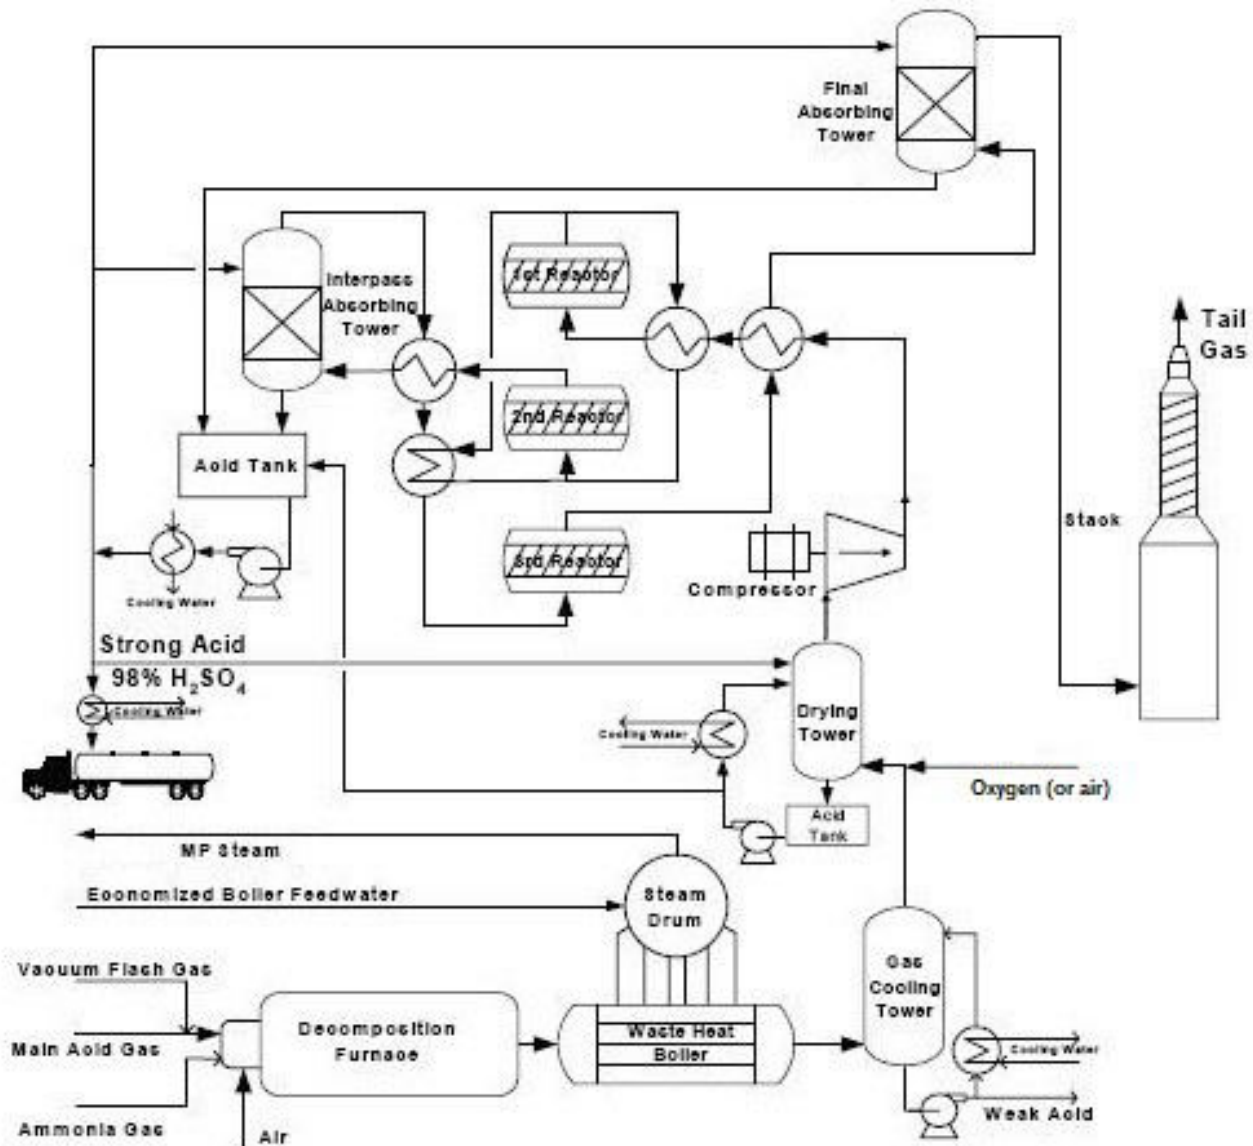 Final
Absorbing
Tower
1st Reactor
Interpass
Absorbing
Tower
Tail
Gas
2nd Reactor
Acid Tank
Stack
3rd Reactor
Compressor
Cooling Water
Strong Acid
98% H₂SO₄
Cooling Water
Drying
Tower
Cooling Water
Oxygen (or air)
Acid
Tank
MP Steam
Economized Boiler Feedwater
Steam
Drum
Vacuum Flash Gas
Gas
Cooling
Tower
Decomposition
Furnace
Waste Heat
Boiler
Main Acid Gas
Cooling Water
Weak Acid
Ammonia Gas
Air